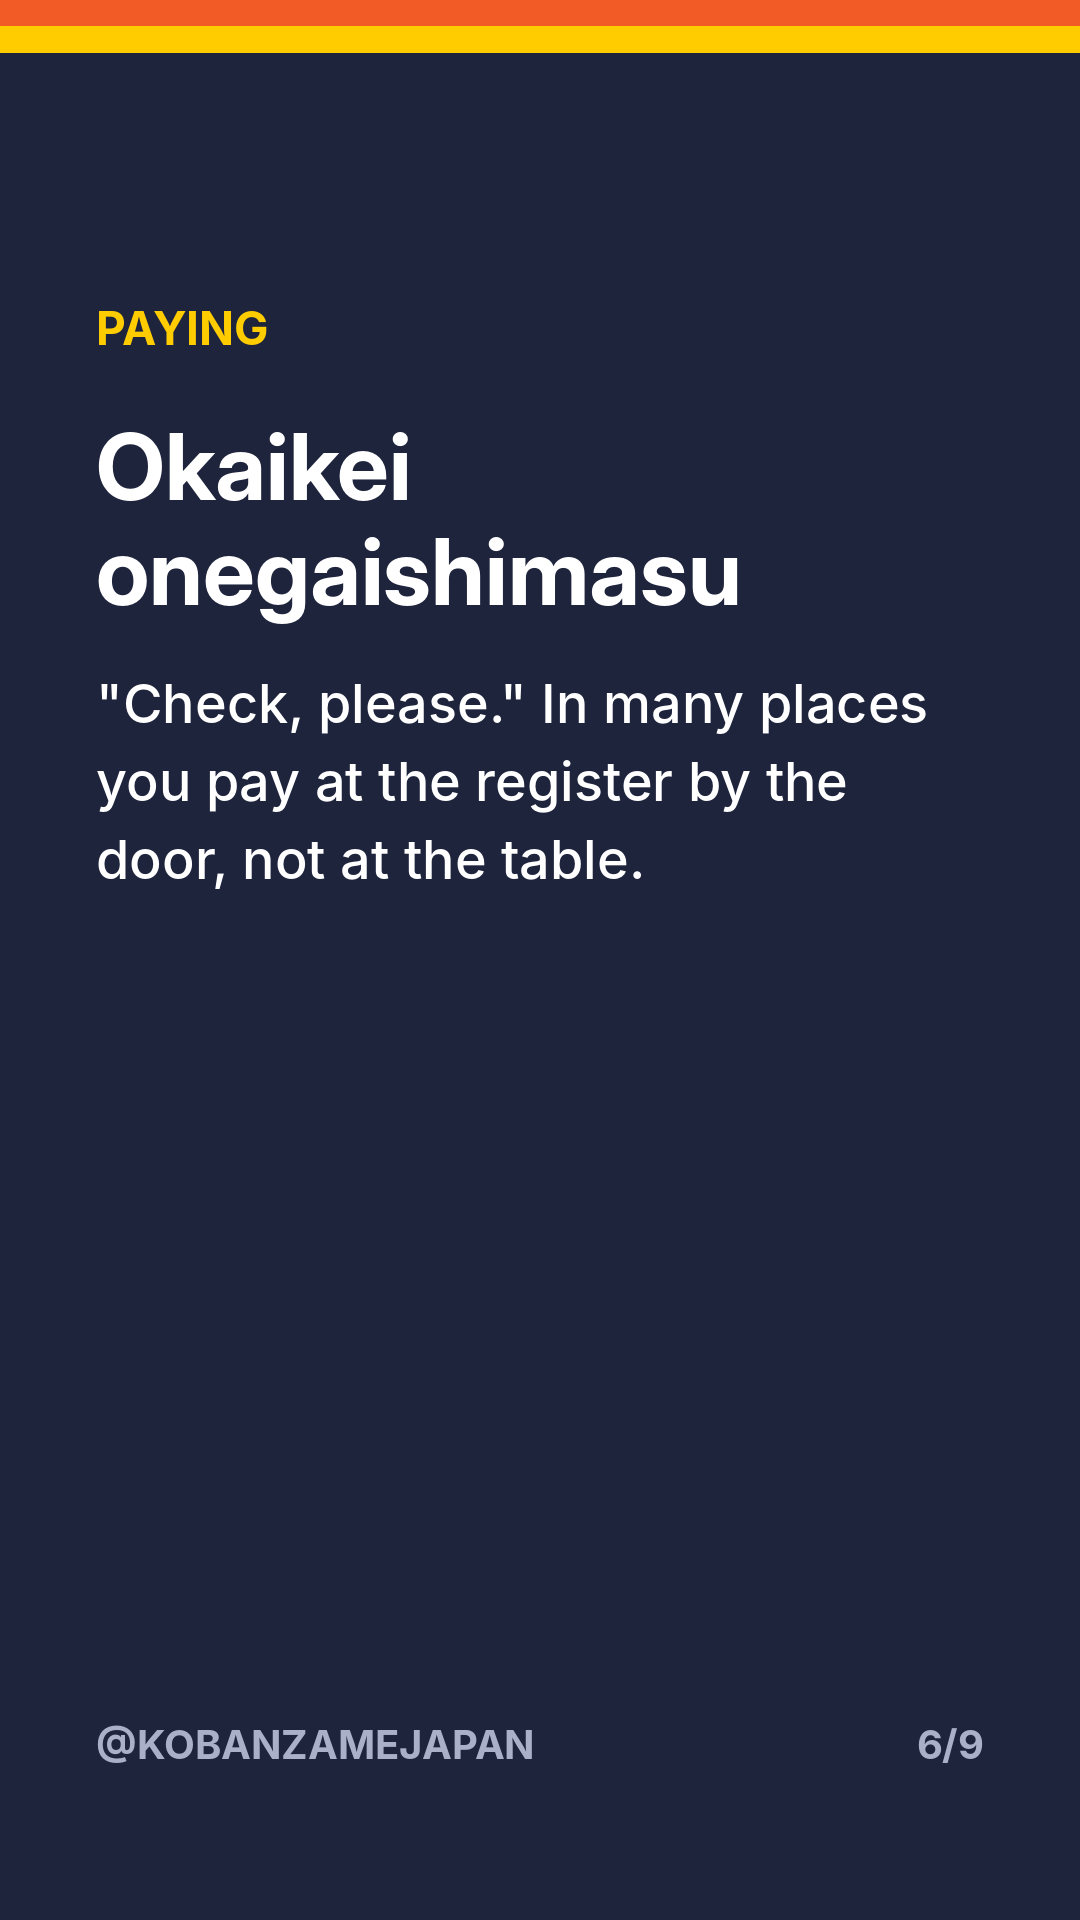 PAYING
Okaikei
onegaishimasu
"Check, please." In many places
you pay at the register by the
door, not at the table.
@KOBANZAMEJAPAN
6/9